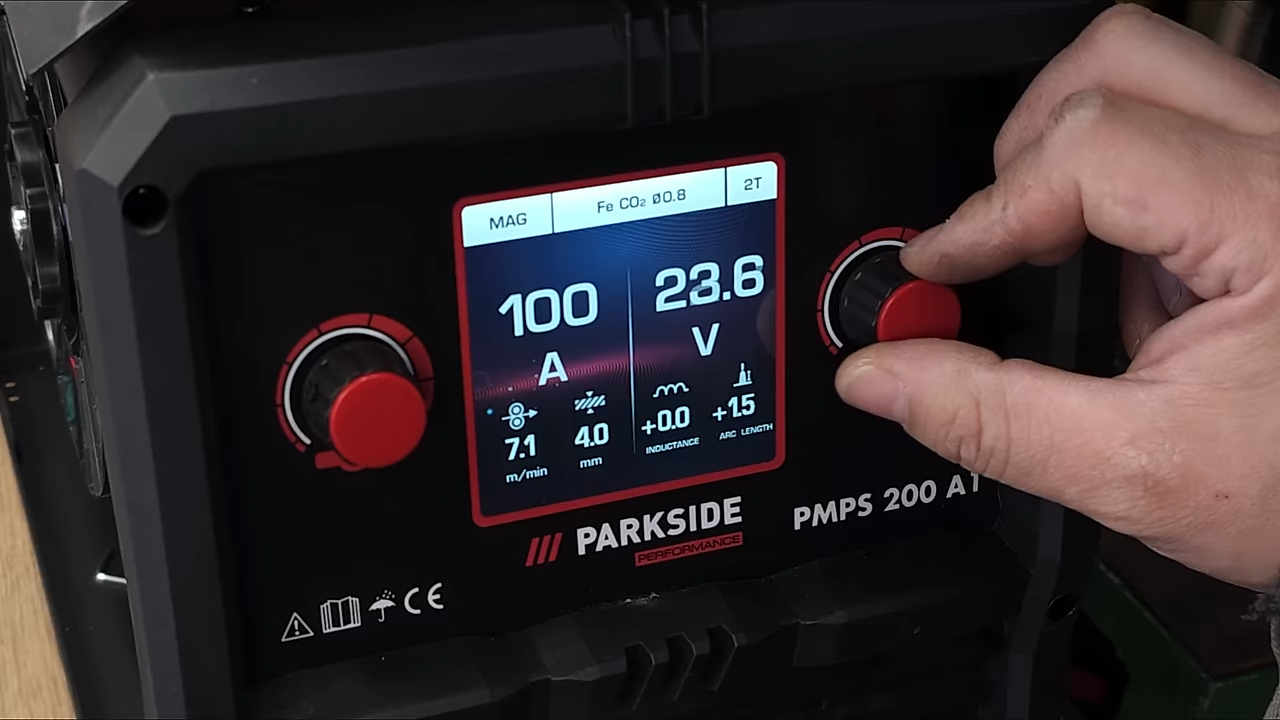 MAG
Fe CO₂ Ø0.8
2T
100
A
23.6
V
7.1
m/min
4.0
mm
+0.0
INDUCTANCE
+1.5
ARC LENGTH
PARKSIDE
PERFORMANCE
PMPS 200 A1
CE